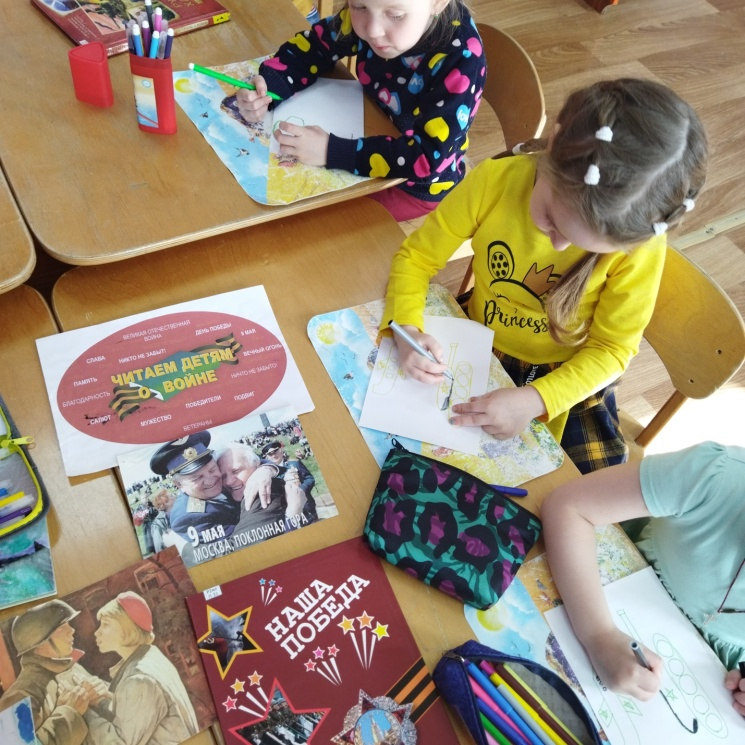 ВЕЛИКАЯ ОТЕЧЕСТВЕННАЯ
ВОЙНА
ДЕНЬ ПОБЕДЫ
9 МАЯ
СЛАВА
НИКТО НЕ ЗАБЫТ!
ВЕЧНЫЙ ОГОНЬ
ПАМЯТЬ
ЧИТАЕМ ДЕТЯМ
О ВОЙНЕ
НИЧТО НЕ ЗАБЫТО!
БЛАГОДАРНОСТЬ
САЛЮТ
МУЖЕСТВО
ПОБЕДИТЕЛИ
ПОДВИГ
ВЕТЕРАНЫ
9 МАЯ
МОСКВА, ПОКЛОННАЯ ГОРА
НАША
ПОБЕДА
Princess